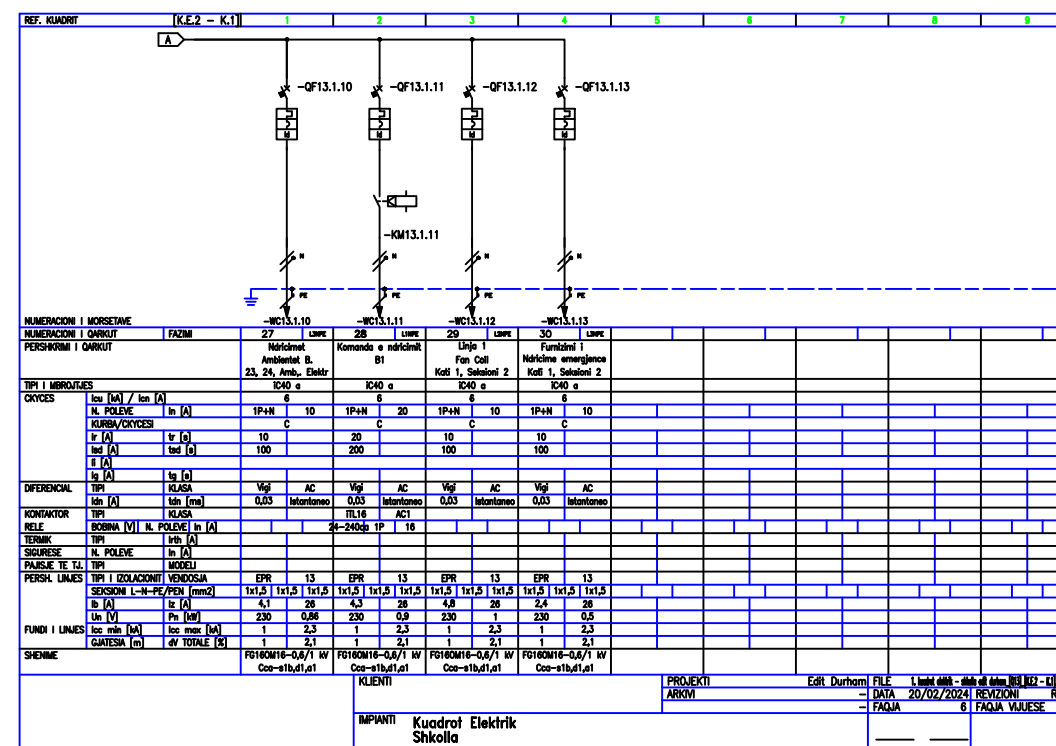 REF. KUADRIT [K.E.2 - K.1] 1 2 3 4 5 6 7 8 9
A
-QF13.1.10 -QF13.1.11 -QF13.1.12 -QF13.1.13
Id Id Id Id
-KM13.1.11
N N N N
PE PE PE PE
NUMERACIONI I MORSETAVE -WC13.1.10 -WC13.1.11 -WC13.1.12 -WC13.1.13
NUMERACIONI I QARKUT FAZIMI 27 L3NPE 28 L1NPE 29 L2NPE 30 L3NPE
PERSHKRIMI I QARKUT Ndricimet Komanda e ndricimit Linja 1 Furnizimi i
Ambientet B. B1 Fan Coil Ndricime emergjence
23, 24, Amb,. Elektr Kati 1, Seksioni 2 Kati 1, Seksioni 2
TIPI I MBROJTJES iC40 a iC40 a iC40 a iC40 a
CKYCES Icu [kA] / Icn [A] 6 6 6 6
N. POLEVE In [A] 1P+N 10 1P+N 20 1P+N 10 1P+N 10
KURBA/CKYCESI C C C C
Ir [A] tr [s] 10 20 10 10
Isd [A] tsd [s] 100 200 100 100
Ii [A]
Ig [A] tg [s]
DIFERENCIAL TIPI KLASA Vigi AC Vigi AC Vigi AC Vigi AC
Idn [A] tdn [ms] 0,03 Istantaneo 0,03 Istantaneo 0,03 Istantaneo 0,03 Istantaneo
KONTAKTOR TIPI KLASA iTL16 AC1
RELE BOBINA [V] N. POLEVE In [A] 24-240ca 1P 16
TERMIK TIPI Irth [A]
SIGURESE N. POLEVE In [A]
PAJISJE TE TJ. TIPI MODELI
PERSH. LINJES TIPI I IZOLACIONIT VENDOSJA EPR 13 EPR 13 EPR 13 EPR 13
SEKSIONI L-N-PE/PEN [mm2] 1x1,5 1x1,5 1x1,5 1x1,5 1x1,5 1x1,5 1x1,5 1x1,5 1x1,5 1x1,5 1x1,5 1x1,5
Ib [A] Iz [A] 4,1 26 4,3 26 4,8 26 2,4 26
Un [V] Pn [kW] 230 0,86 230 0,9 230 1 230 0,5
FUNDI I LINJES Icc min [kA] Icc max [kA] 1 2,3 1 2,3 1 2,3 1 2,3
GJATESIA [m] dV TOTALE [%] 1 2,1 1 2,1 1 2,1 1 2,1
SHENIME FG16OM16-0,6/1 kV FG16OM16-0,6/1 kV FG16OM16-0,6/1 kV FG16OM16-0,6/1 kV
Cca-s1b,d1,a1 Cca-s1b,d1,a1 Cca-s1b,d1,a1 Cca-s1b,d1,a1
KLIENTI PROJEKTI Edit Durham FILE
ARKIVI - DATA 20/02/2024 REVIZIONI R
- FAQJA 6 FAQJA VIJUESE
IMPIANTI Kuadrot Elektrik
Shkolla